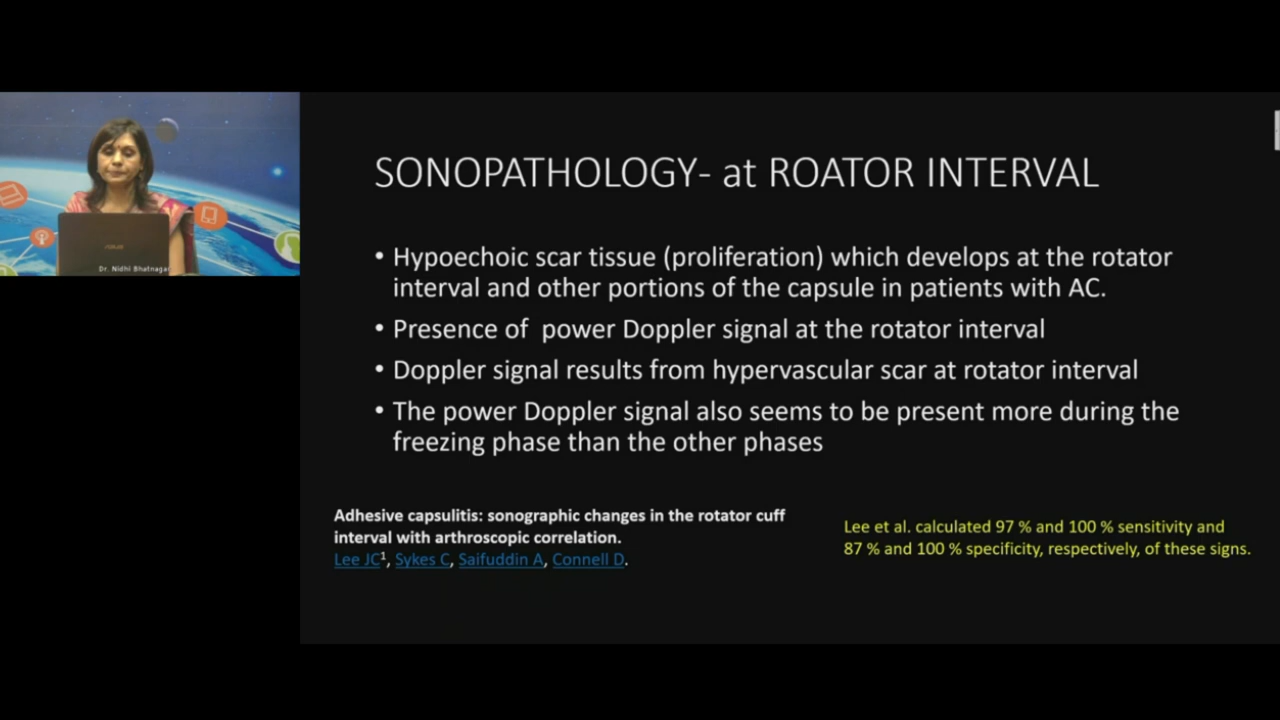 SONOPATHOLOGY- at ROATOR INTERVAL
• Hypoechoic scar tissue (proliferation) which develops at the rotator
interval and other portions of the capsule in patients with AC.
• Presence of power Doppler signal at the rotator interval
• Doppler signal results from hypervascular scar at rotator interval
• The power Doppler signal also seems to be present more during the
freezing phase than the other phases
Adhesive capsulitis: sonographic changes in the rotator cuff
interval with arthroscopic correlation.
Lee JC¹, Sykes C, Saifuddin A, Connell D.
Lee et al. calculated 97 % and 100 % sensitivity and
87 % and 100 % specificity, respectively, of these signs.
Dr. Nidhi Bhatnagar